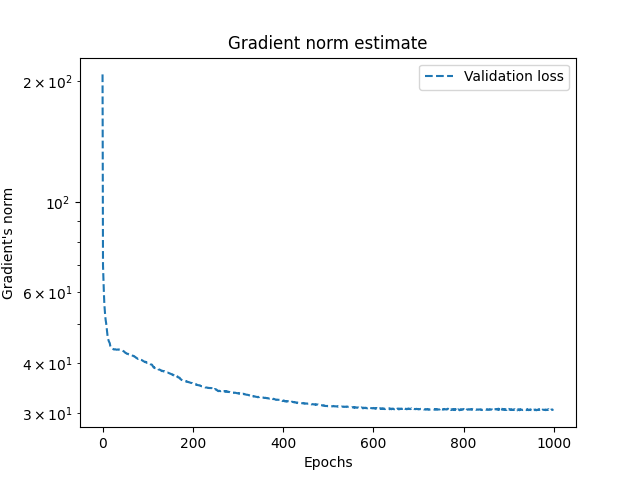 Gradient norm estimate
Validation loss
2 × 10²
10²
6 × 10¹
4 × 10¹
3 × 10¹
Gradient's norm
0 200 400 600 800 1000
Epochs